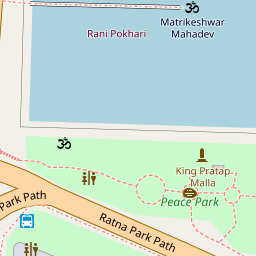 Matrikeshwar
Mahadev
Rani Pokhari
ॐ
ॐ
King Pratap
Malla
Peace Park
Park Path
Ratna Park Path